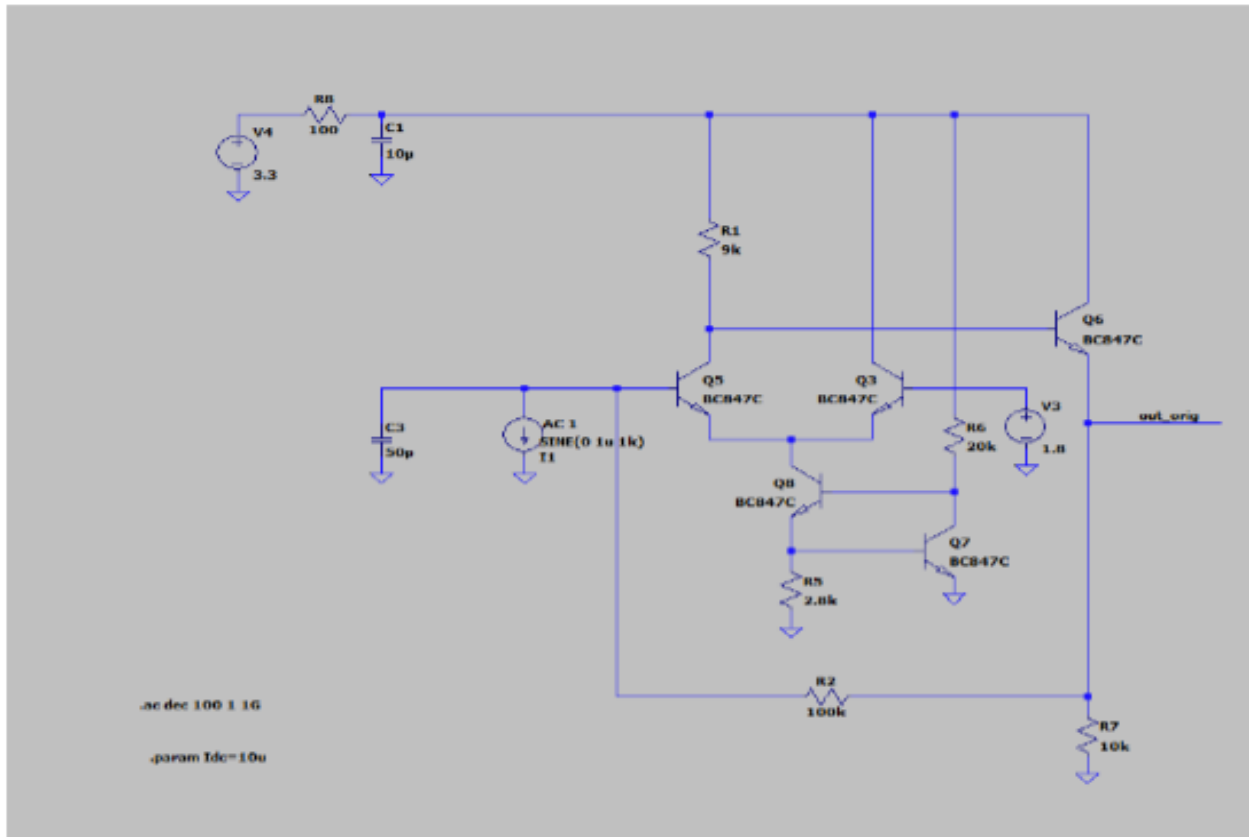 R8
100
V4
3.3
C1
10µ
R1
9k
Q6
BC847C
Q5
BC847C
Q3
BC847C
V3
1.8
out_orig
C3
50p
AC 1
SINE(0 1u 1k)
I1
R6
20k
Q8
BC847C
Q7
BC847C
R5
2.8k
R2
100k
R7
10k
.ac dec 100 1 1G
.param Idc=10u